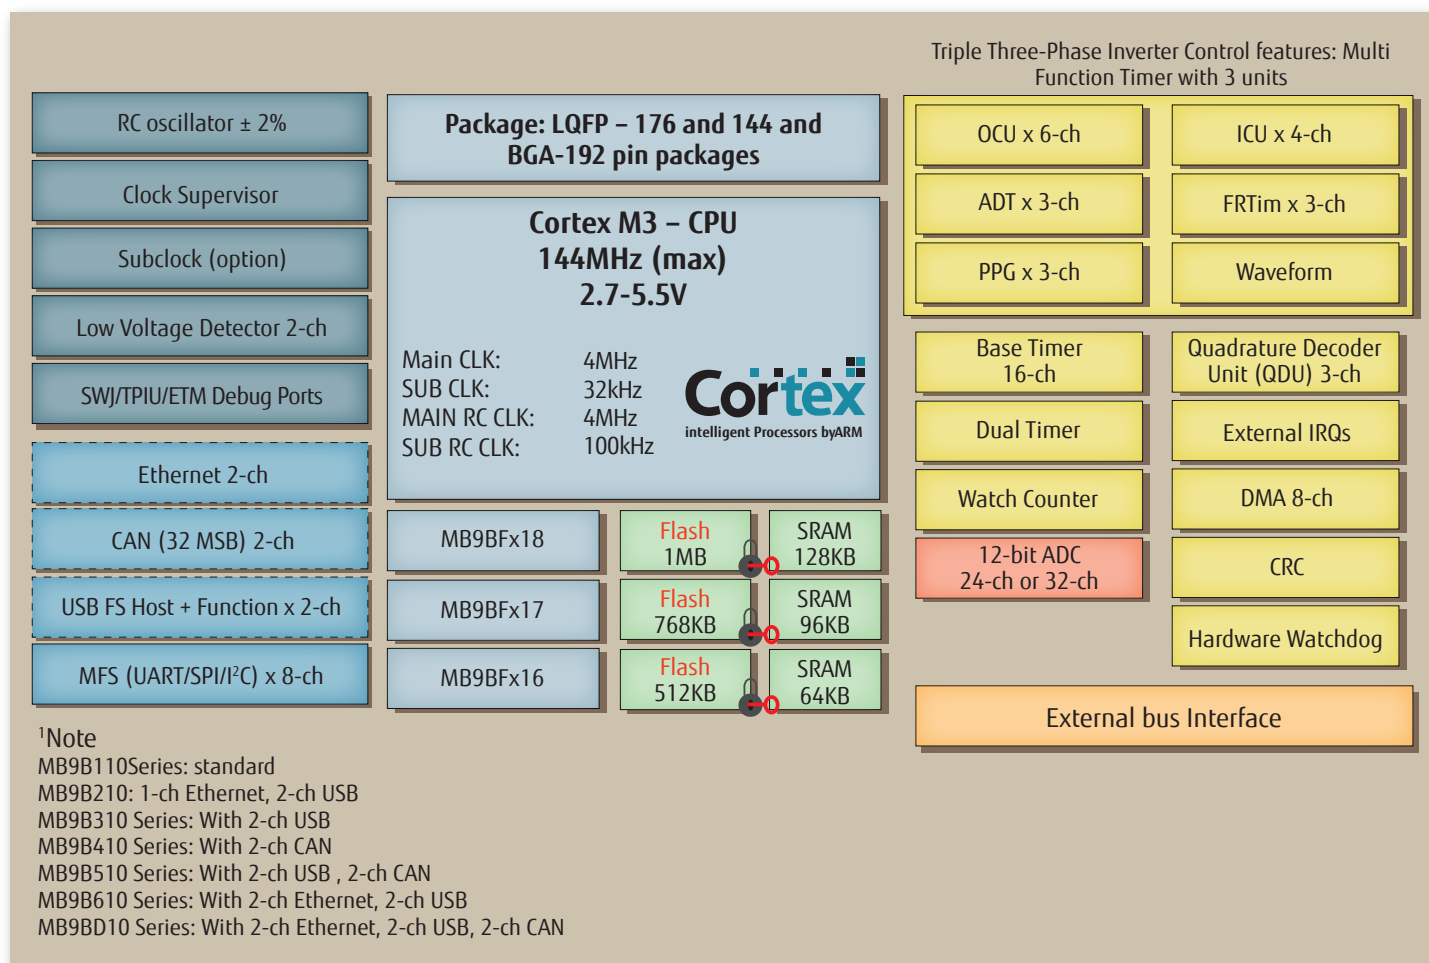 Triple Three-Phase Inverter Control features: Multi
Function Timer with 3 units
RC oscillator ± 2%
Clock Supervisor
Subclock (option)
Low Voltage Detector 2-ch
SWJ/TPIU/ETM Debug Ports
Ethernet 2-ch
CAN (32 MSB) 2-ch
USB FS Host + Function x 2-ch
MFS (UART/SPI/I²C) x 8-ch
Package: LQFP – 176 and 144 and
BGA-192 pin packages
Cortex M3 – CPU
144MHz (max)
2.7-5.5V
Main CLK: 4MHz
SUB CLK: 32kHz
MAIN RC CLK: 4MHz
SUB RC CLK: 100kHz
Cortex
intelligent Processors byARM
MB9BFx18
Flash
1MB
SRAM
128KB
MB9BFx17
Flash
768KB
SRAM
96KB
MB9BFx16
Flash
512KB
SRAM
64KB
OCU x 6-ch
ICU x 4-ch
ADT x 3-ch
FRTim x 3-ch
PPG x 3-ch
Waveform
Base Timer
16-ch
Quadrature Decoder
Unit (QDU) 3-ch
Dual Timer
External IRQs
Watch Counter
DMA 8-ch
12-bit ADC
24-ch or 32-ch
CRC
Hardware Watchdog
External bus Interface
¹Note
MB9B110Series: standard
MB9B210: 1-ch Ethernet, 2-ch USB
MB9B310 Series: With 2-ch USB
MB9B410 Series: With 2-ch CAN
MB9B510 Series: With 2-ch USB , 2-ch CAN
MB9B610 Series: With 2-ch Ethernet, 2-ch USB
MB9BD10 Series: With 2-ch Ethernet, 2-ch USB, 2-ch CAN